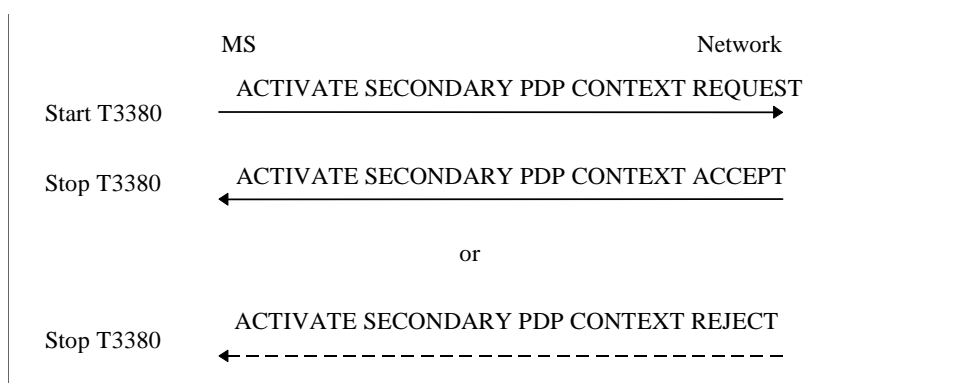 MS Network
ACTIVATE SECONDARY PDP CONTEXT REQUEST
Start T3380
ACTIVATE SECONDARY PDP CONTEXT ACCEPT
Stop T3380
or
ACTIVATE SECONDARY PDP CONTEXT REJECT
Stop T3380